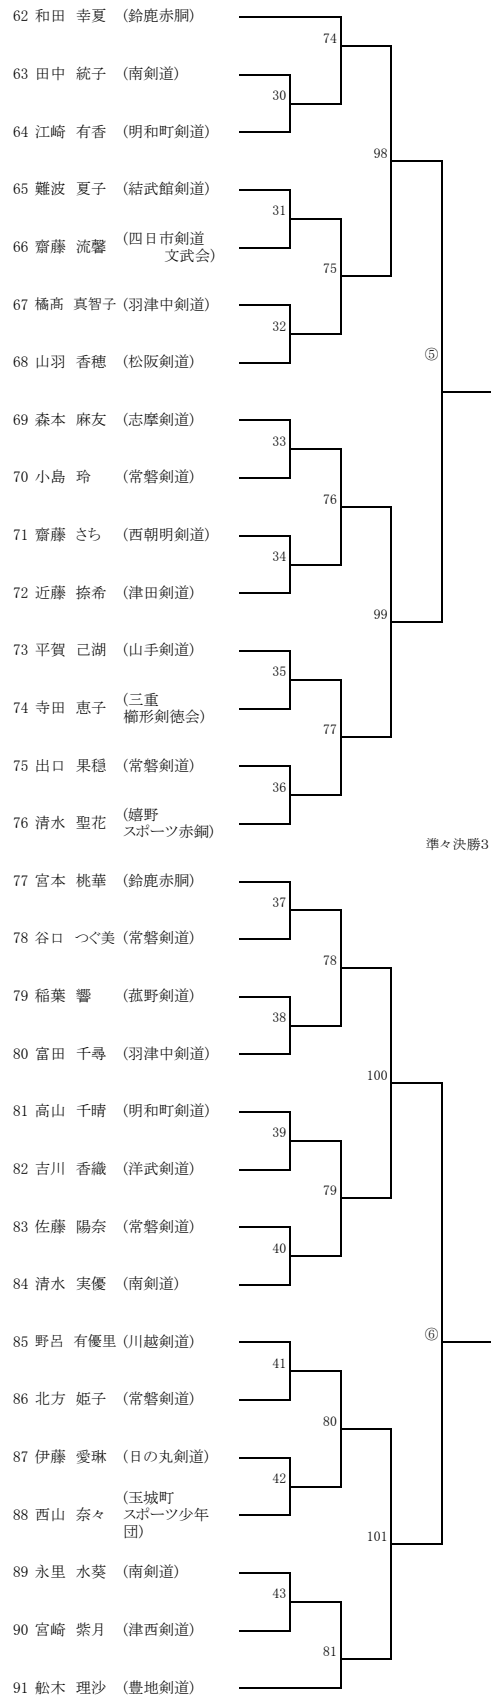 62 和田 幸夏 (鈴鹿赤胴)
74
63 田中 統子 (南剣道)
30
64 江崎 有香 (明和町剣道)
98
65 難波 夏子 (結武館剣道)
31
66 齋藤 流馨 (四日市剣道
文武会)
75
67 橘髙 真智子 (羽津中剣道)
32
68 山羽 香穂 (松阪剣道)
⑤
69 森本 麻友 (志摩剣道)
33
70 小島 玲 (常磐剣道)
76
71 齋藤 さち (西朝明剣道)
34
72 近藤 捺希 (津田剣道)
99
73 平賀 己湖 (山手剣道)
35
74 寺田 恵子 (三重
櫛形剣徳会)
77
75 出口 果穏 (常磐剣道)
36
76 清水 聖花 (嬉野
スポーツ赤銅)
準々決勝3
77 宮本 桃華 (鈴鹿赤胴)
37
78 谷口 つぐ美 (常磐剣道)
78
79 稲葉 響 (菰野剣道)
38
80 富田 千尋 (羽津中剣道)
100
81 高山 千晴 (明和町剣道)
39
82 吉川 香織 (洋武剣道)
79
83 佐藤 陽奈 (常磐剣道)
40
84 清水 実優 (南剣道)
⑥
85 野呂 有優里 (川越剣道)
41
86 北方 姫子 (常磐剣道)
80
87 伊藤 愛琳 (日の丸剣道)
42
88 西山 奈々 (玉城町
スポーツ少年
団)
101
89 永里 水葵 (南剣道)
43
90 宮崎 紫月 (津西剣道)
81
91 舩木 理沙 (豊地剣道)